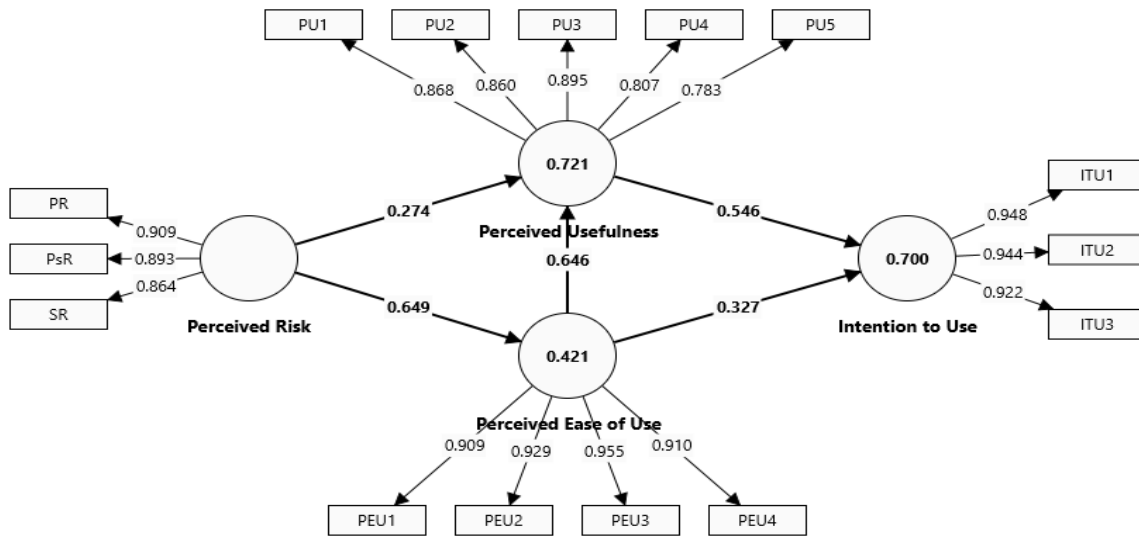 PU1
PU2
PU3
PU4
PU5
0.868
0.860
0.895
0.807
0.783
0.721
Perceived Usefulness
PR
PsR
SR
0.909
0.893
0.864
Perceived Risk
0.274
0.649
0.646
0.546
0.327
0.700
Intention to Use
0.948
0.944
0.922
ITU1
ITU2
ITU3
0.421
Perceived Ease of Use
0.909
0.929
0.955
0.910
PEU1
PEU2
PEU3
PEU4